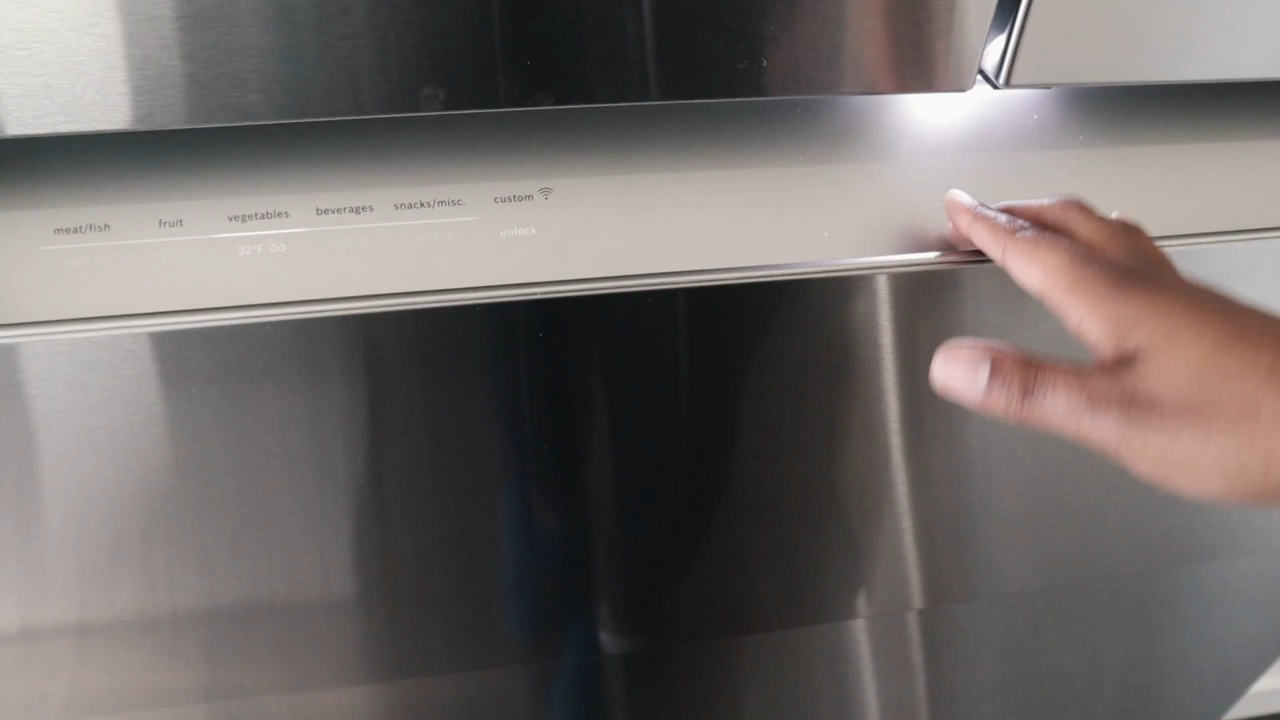 meat/fish fruit vegetables beverages snacks/misc. custom
32°F unlock